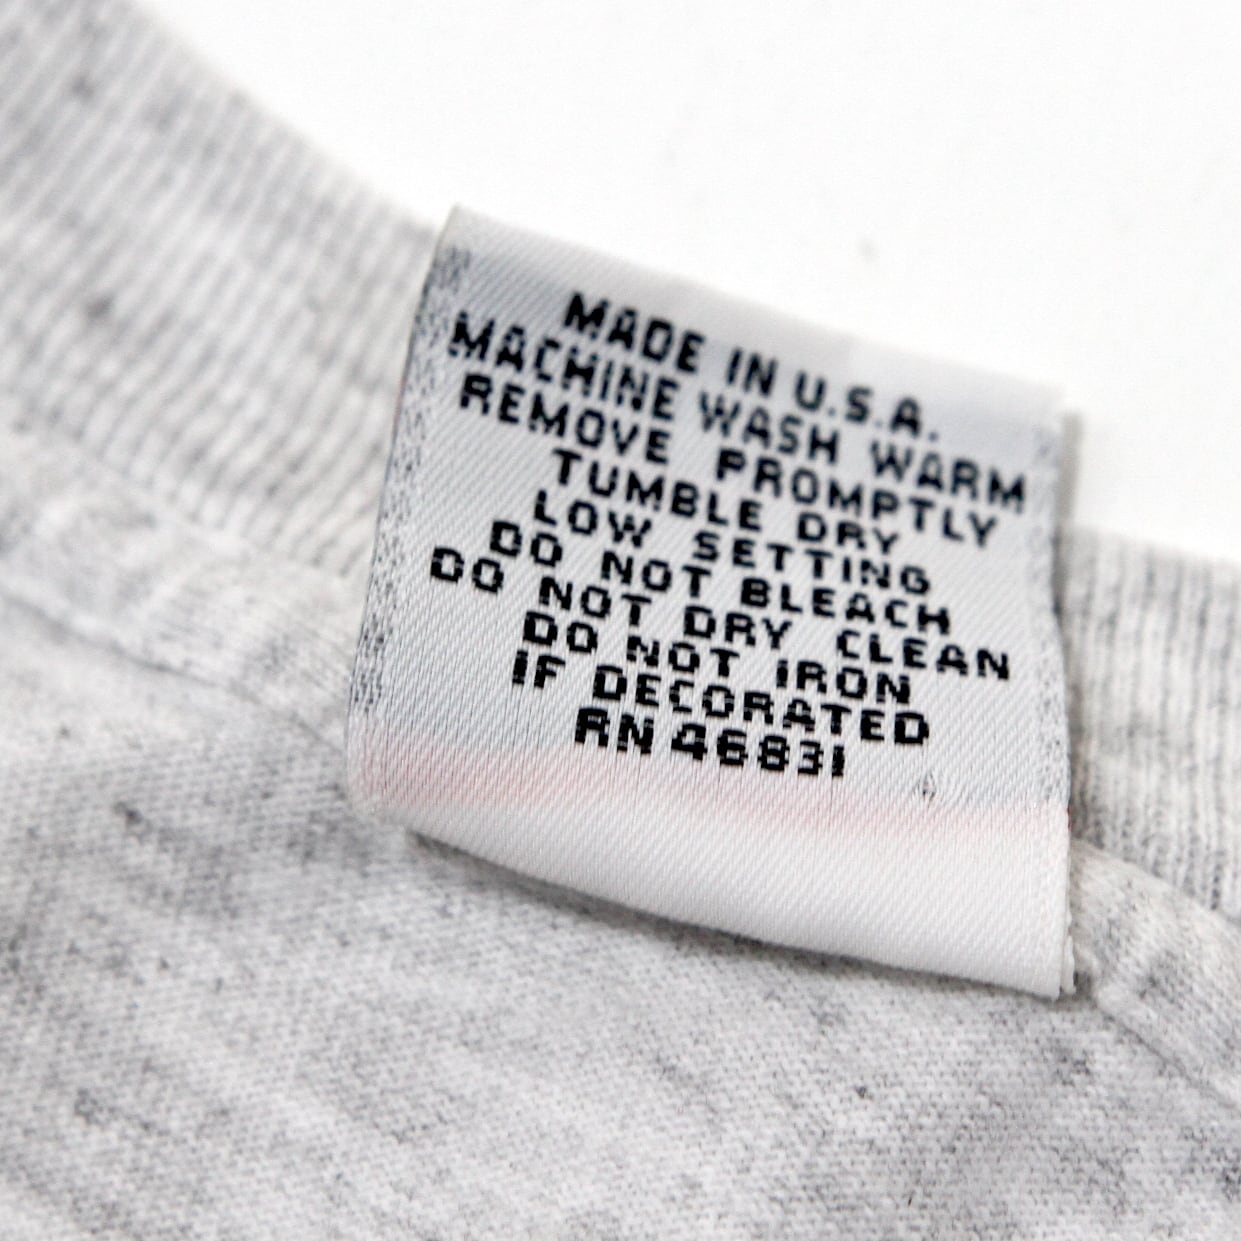 MADE IN U.S.A.
MACHINE WASH WARM
REMOVE PROMPTLY
TUMBLE DRY
LOW SETTING
DO NOT BLEACH
DO NOT DRY CLEAN
DO NOT IRON
IF DECORATED
RN 46831